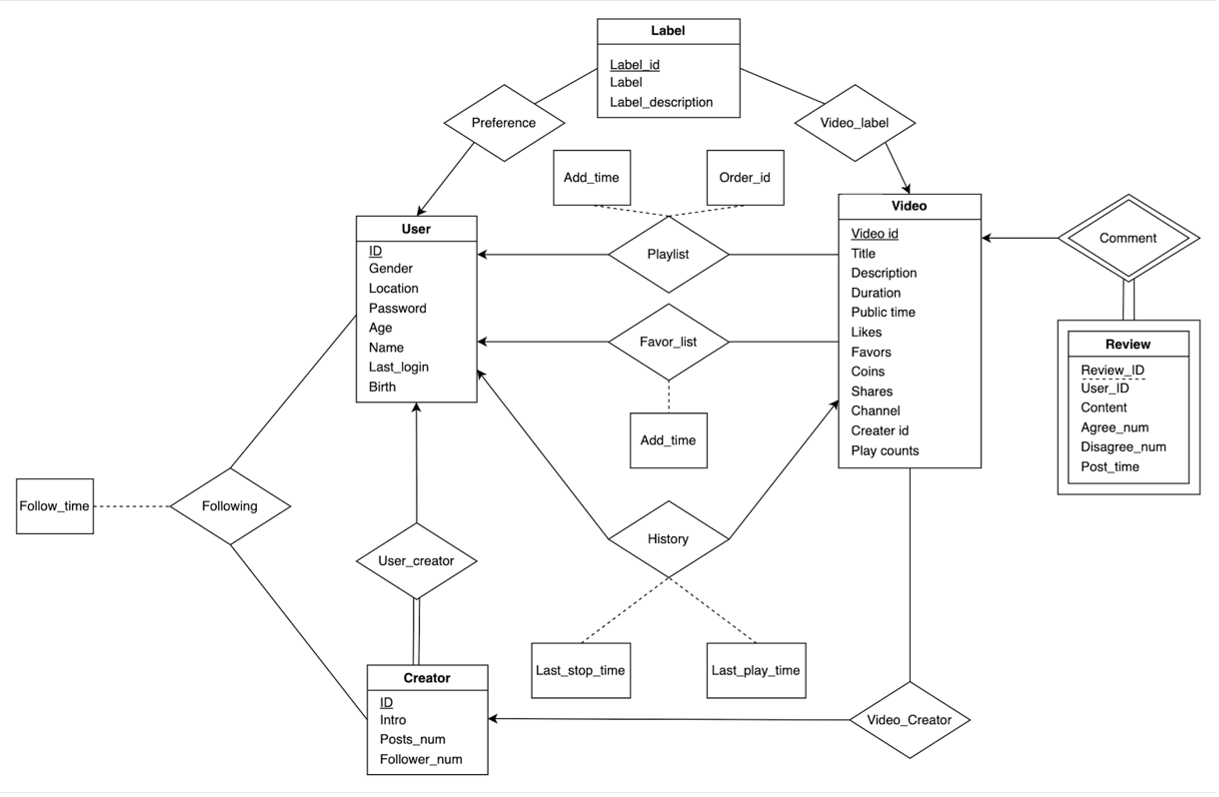 Label
Label_id
Label
Label_description
Preference
Video_label
Add_time
Order_id
User
ID
Gender
Location
Password
Age
Name
Last_login
Birth
Playlist
Favor_list
Add_time
Video
Video id
Title
Description
Duration
Public time
Likes
Favors
Coins
Shares
Channel
Creater id
Play counts
Comment
Review
Review_ID
User_ID
Content
Agree_num
Disagree_num
Post_time
Follow_time
Following
User_creator
History
Last_stop_time
Last_play_time
Creator
ID
Intro
Posts_num
Follower_num
Video_Creator